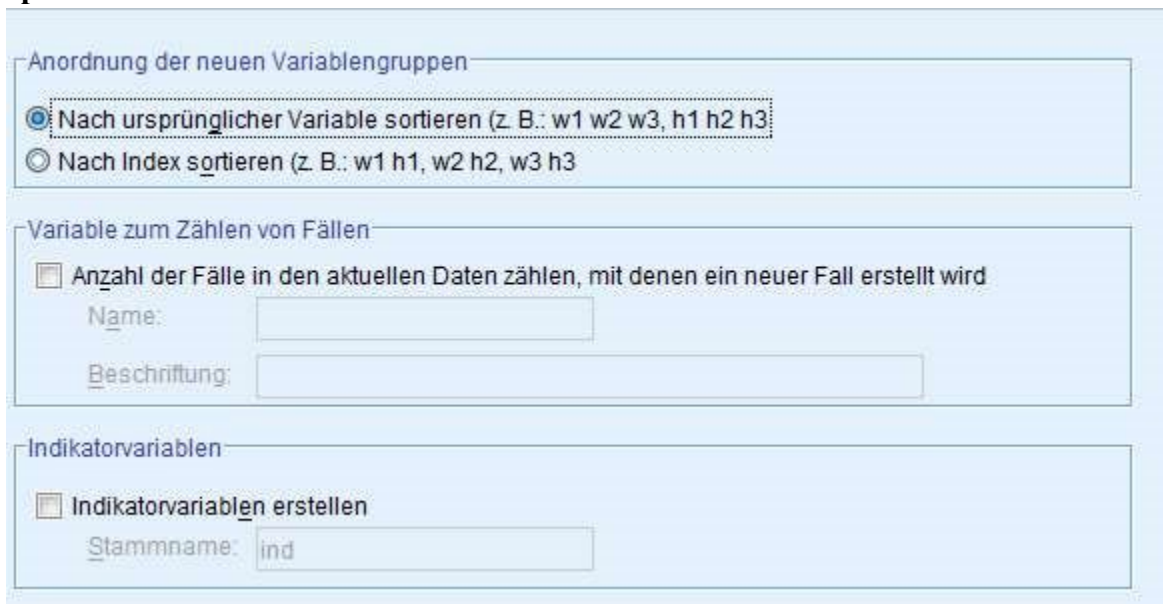 Anordnung der neuen Variablengruppen
Nach ursprünglicher Variable sortieren (z. B.: w1 w2 w3, h1 h2 h3
Nach Index sortieren (z. B.: w1 h1, w2 h2, w3 h3
Variable zum Zählen von Fällen
Anzahl der Fälle in den aktuellen Daten zählen, mit denen ein neuer Fall erstellt wird
Name:
Beschriftung:
Indikatorvariablen
Indikatorvariablen erstellen
Stammname: ind